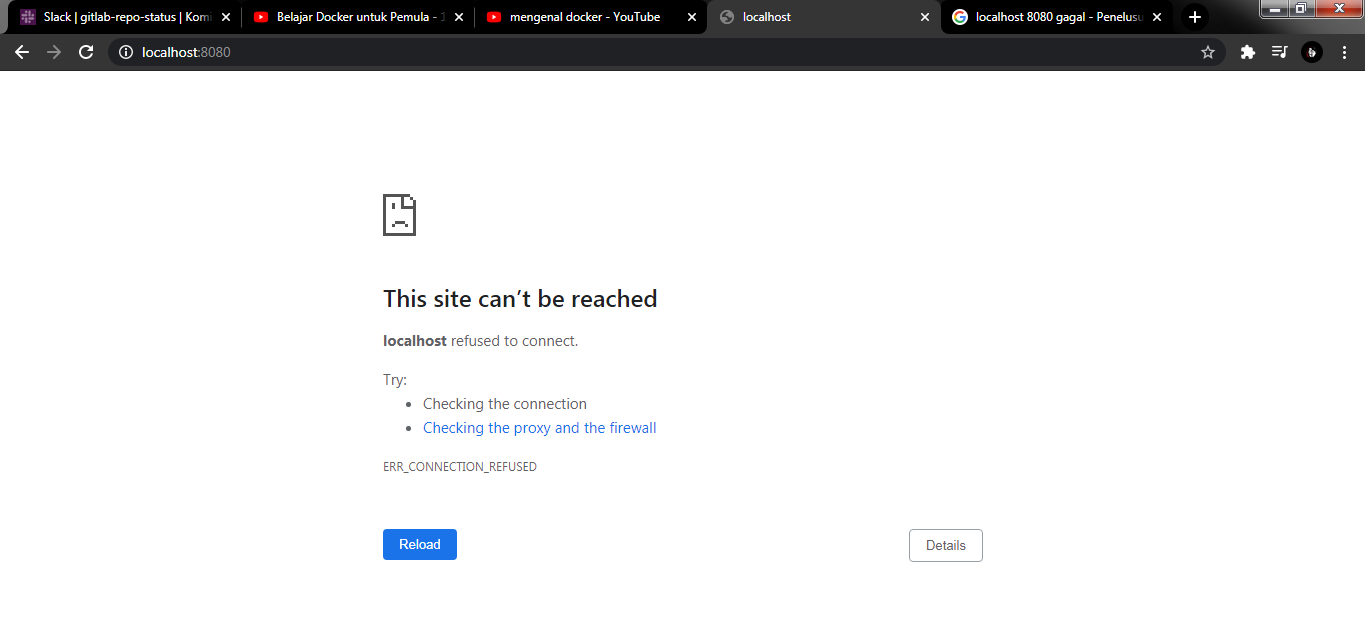 Slack | gitlab-repo-status | Kom
Belajar Docker untuk Pemula -
mengenal docker - YouTube
localhost
localhost 8080 gagal - Penelusu
localhost:8080
This site can’t be reached
localhost refused to connect.
Try:
Checking the connection
Checking the proxy and the firewall
ERR_CONNECTION_REFUSED
Reload
Details